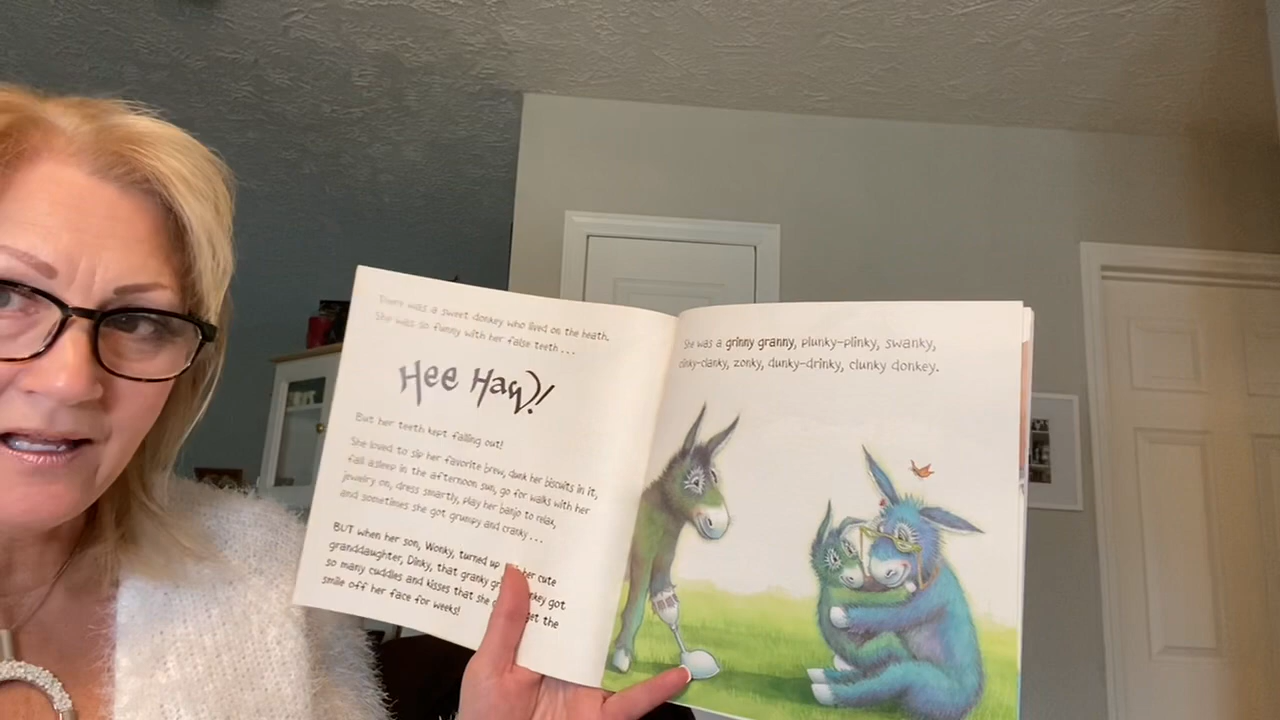 There was a sweet donkey who lived on the heath.
She was so funny with her false teeth...
Hee Haw!
But her teeth kept falling out!
She loved to sip her favorite brew, dunk her biscuits in it,
fall asleep in the afternoon sun, go for walks with her
jewelry on, dress smartly, play her banjo to relax,
and sometimes she got grumpy and cranky...
BUT when her son, Wonky, turned up her cute
granddaughter, Dinky, that granky
so many cuddles and kisses that she get the
smile off her face for weeks!
She was a grinny granny, plunky-plinky, swanky,
clinky-clanky, zonky, dunky-drinky, clunky donkey.